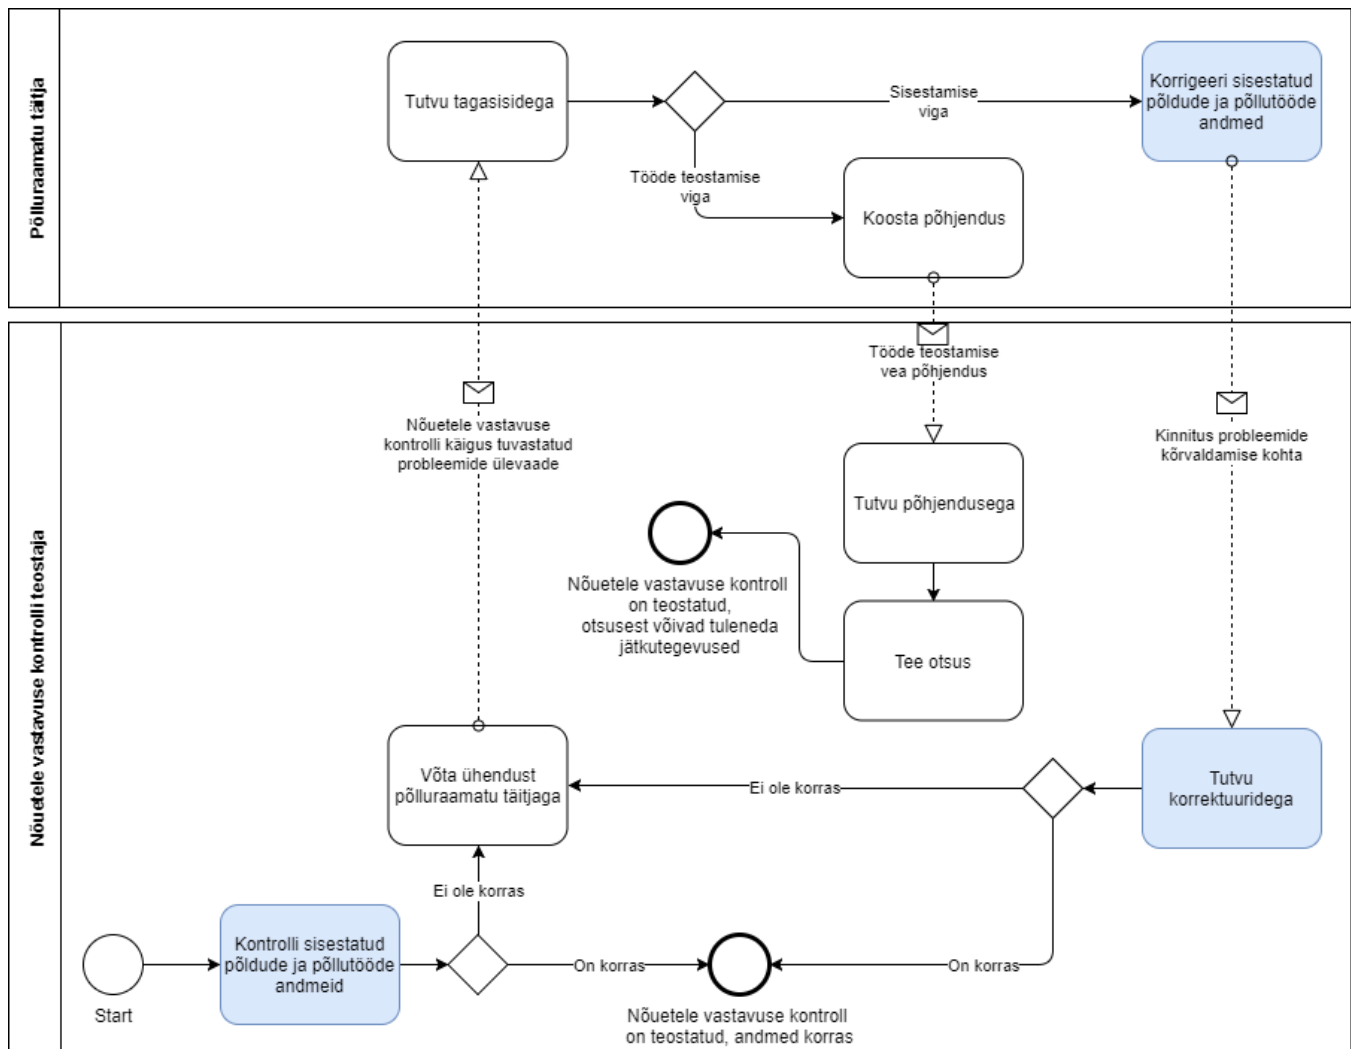 Põlluraamatu täitja
Tutvu tagasisidega
Sisestamise
viga
Korrigeeri sisestatud
põldude ja põllutööde
andmed
Tööde teostamise
viga
Koosta põhjendus
Nõuetele vastavuse kontrolli teostaja
Nõuetele vastavuse
kontrolli käigus tuvastatud
probleemide ülevaade
Tööde teostamise
vea põhjendus
Kinnitus probleemide
kõrvaldamise kohta
Tutvu põhjendusega
Nõuetele vastavuse kontroll
on teostatud,
otsusest võivad tuleneda
jätkutegevused
Tee otsus
Võta ühendust
põlluraamatu täitjaga
Ei ole korras
Tutvu
korrektuuridega
Ei ole korras
Kontrolli sisestatud
põldude ja põllutööde
andmeid
On korras
On korras
Start
Nõuetele vastavuse kontroll
on teostatud, andmed korras